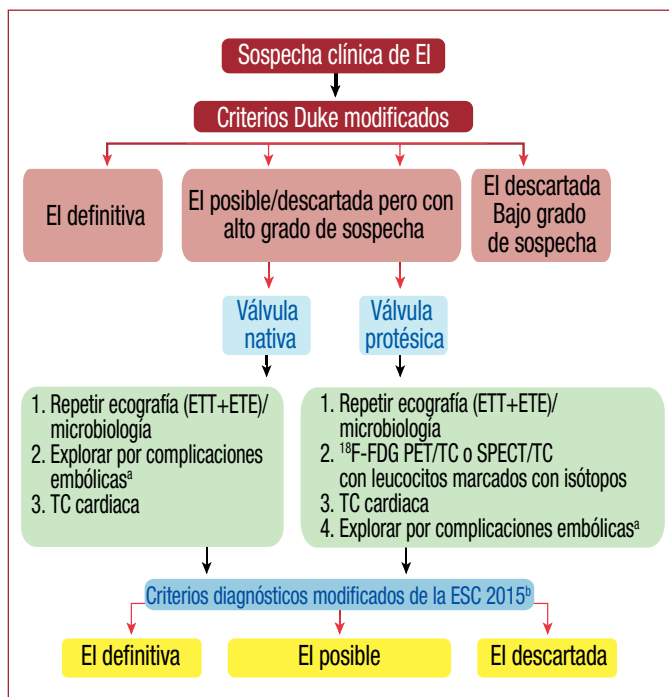 Sospecha clínica de EI
Criterios Duke modificados
EI definitiva
EI posible/descartada pero con
alto grado de sospecha
EI descartada
Bajo grado
de sospecha
Válvula
nativa
Válvula
protésica
1. Repetir ecografía (ETT+ETE)/
microbiología
2. Explorar por complicaciones
embólicasᵃ
3. TC cardiaca
1. Repetir ecografía (ETT+ETE)/
microbiología
2. ¹⁸F-FDG PET/TC o SPECT/TC
con leucocitos marcados con isótopos
3. TC cardiaca
4. Explorar por complicaciones embólicasᵃ
Criterios diagnósticos modificados de la ESC 2015ᵇ
EI definitiva
EI posible
EI descartada